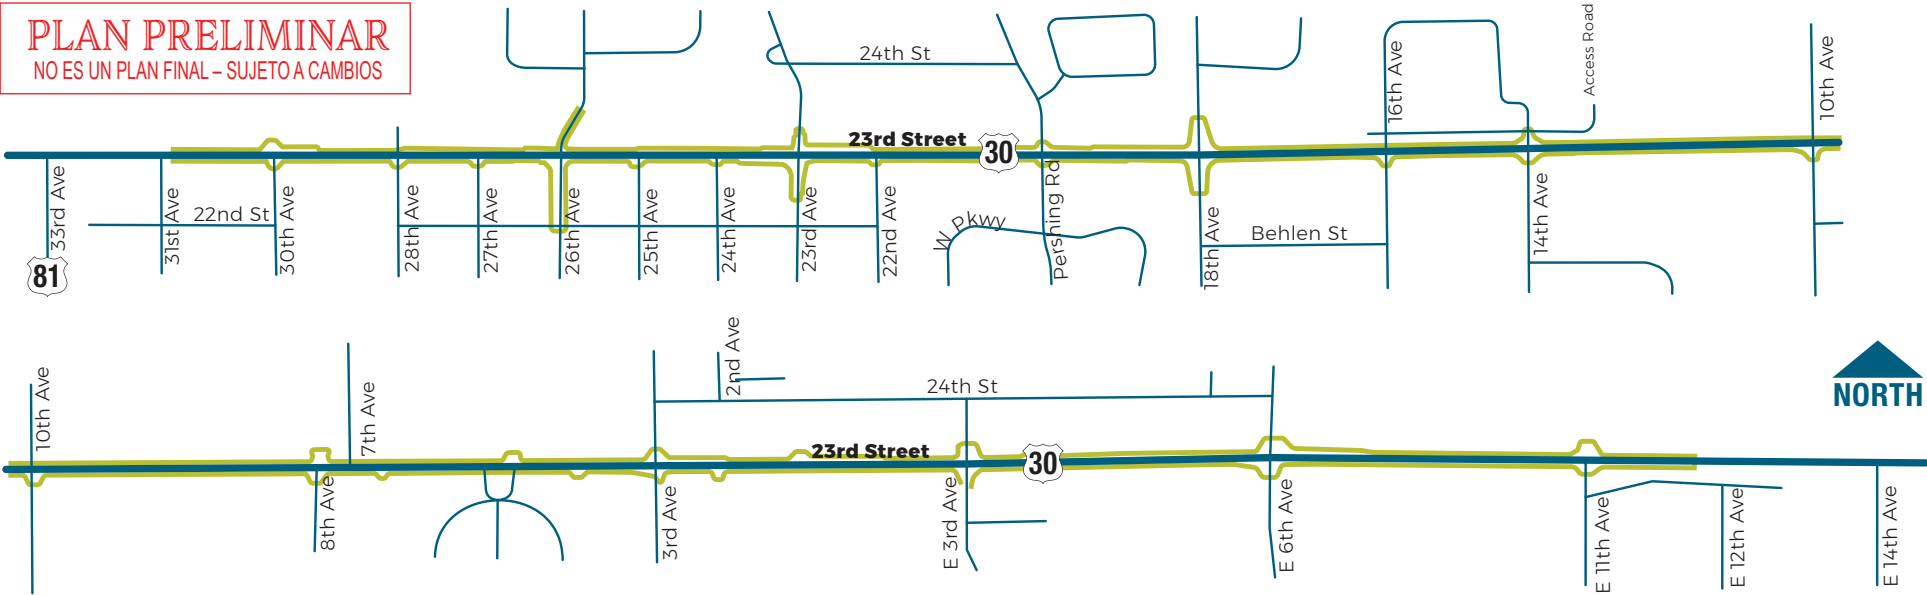 PLAN PRELIMINAR
NO ES UN PLAN FINAL – SUJETO A CAMBIOS
24th St
16th Ave
Access Road
10th Ave
23rd Street
30
33rd Ave
81
31st Ave
22nd St
30th Ave
28th Ave
27th Ave
26th Ave
25th Ave
24th Ave
23rd Ave
22nd Ave
W Pkwy
Pershing Rd
18th Ave
Behlen St
14th Ave
10th Ave
7th Ave
2nd Ave
24th St
NORTH
23rd Street
30
8th Ave
3rd Ave
E 3rd Ave
E 6th Ave
E 11th Ave
E 12th Ave
E 14th Ave